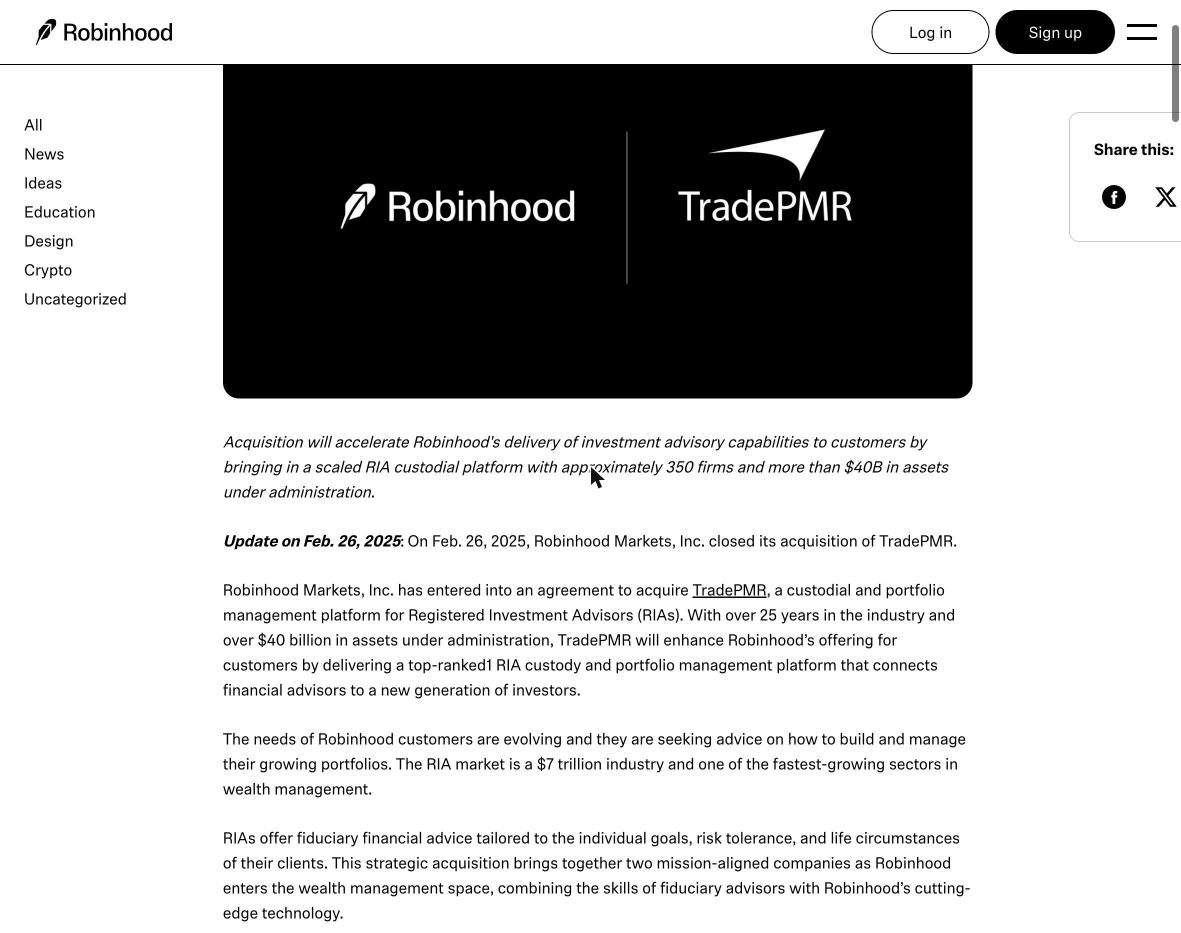 Robinhood
Log in
Sign up
All
News
Ideas
Education
Design
Crypto
Uncategorized
Robinhood
TradePMR
Share this:
Acquisition will accelerate Robinhood's delivery of investment advisory capabilities to customers by
bringing in a scaled RIA custodial platform with approximately 350 firms and more than $40B in assets
under administration.
Update on Feb. 26, 2025: On Feb. 26, 2025, Robinhood Markets, Inc. closed its acquisition of TradePMR.
Robinhood Markets, Inc. has entered into an agreement to acquire TradePMR, a custodial and portfolio
management platform for Registered Investment Advisors (RIAs). With over 25 years in the industry and
over $40 billion in assets under administration, TradePMR will enhance Robinhood’s offering for
customers by delivering a top-ranked1 RIA custody and portfolio management platform that connects
financial advisors to a new generation of investors.
The needs of Robinhood customers are evolving and they are seeking advice on how to build and manage
their growing portfolios. The RIA market is a $7 trillion industry and one of the fastest-growing sectors in
wealth management.
RIAs offer fiduciary financial advice tailored to the individual goals, risk tolerance, and life circumstances
of their clients. This strategic acquisition brings together two mission-aligned companies as Robinhood
enters the wealth management space, combining the skills of fiduciary advisors with Robinhood’s cutting-
edge technology.